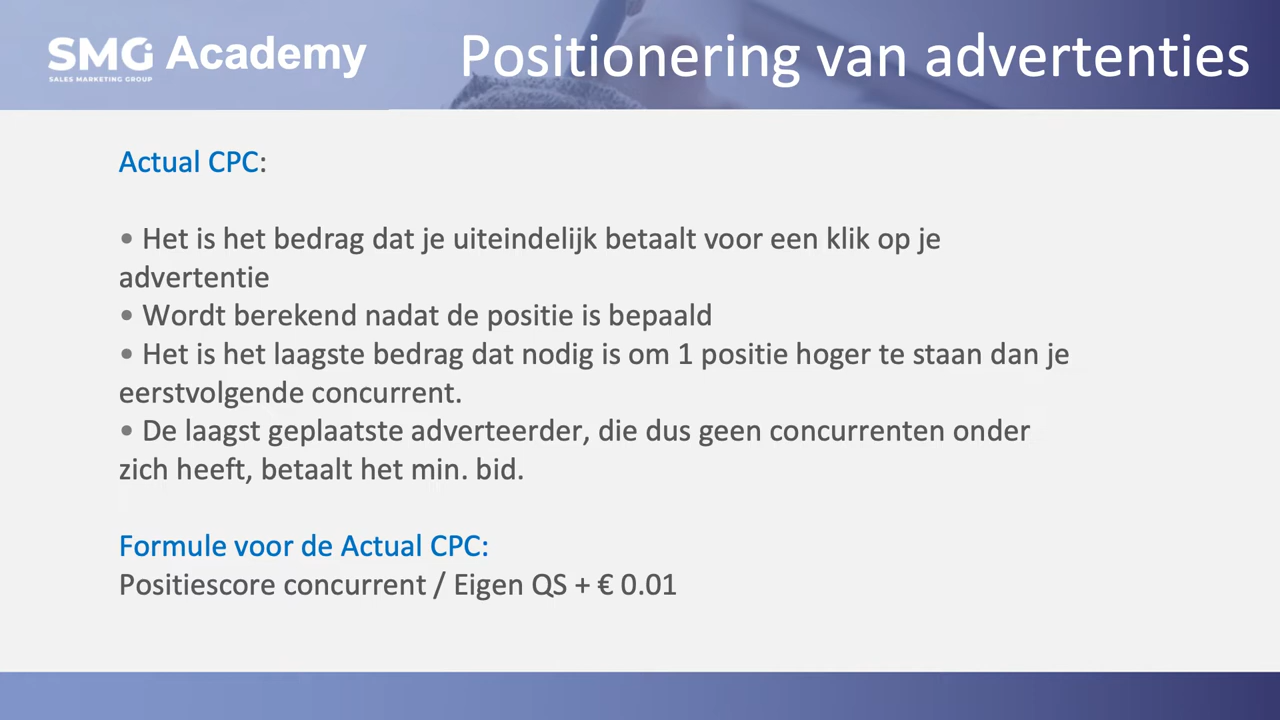 SMG Academy
SALES MARKETING GROUP
Positionering van advertenties
Actual CPC:
• Het is het bedrag dat je uiteindelijk betaalt voor een klik op je
advertentie
• Wordt berekend nadat de positie is bepaald
• Het is het laagste bedrag dat nodig is om 1 positie hoger te staan dan je
eerstvolgende concurrent.
• De laagst geplaatste adverteerder, die dus geen concurrenten onder
zich heeft, betaalt het min. bid.
Formule voor de Actual CPC:
Positiescore concurrent / Eigen QS + € 0.01